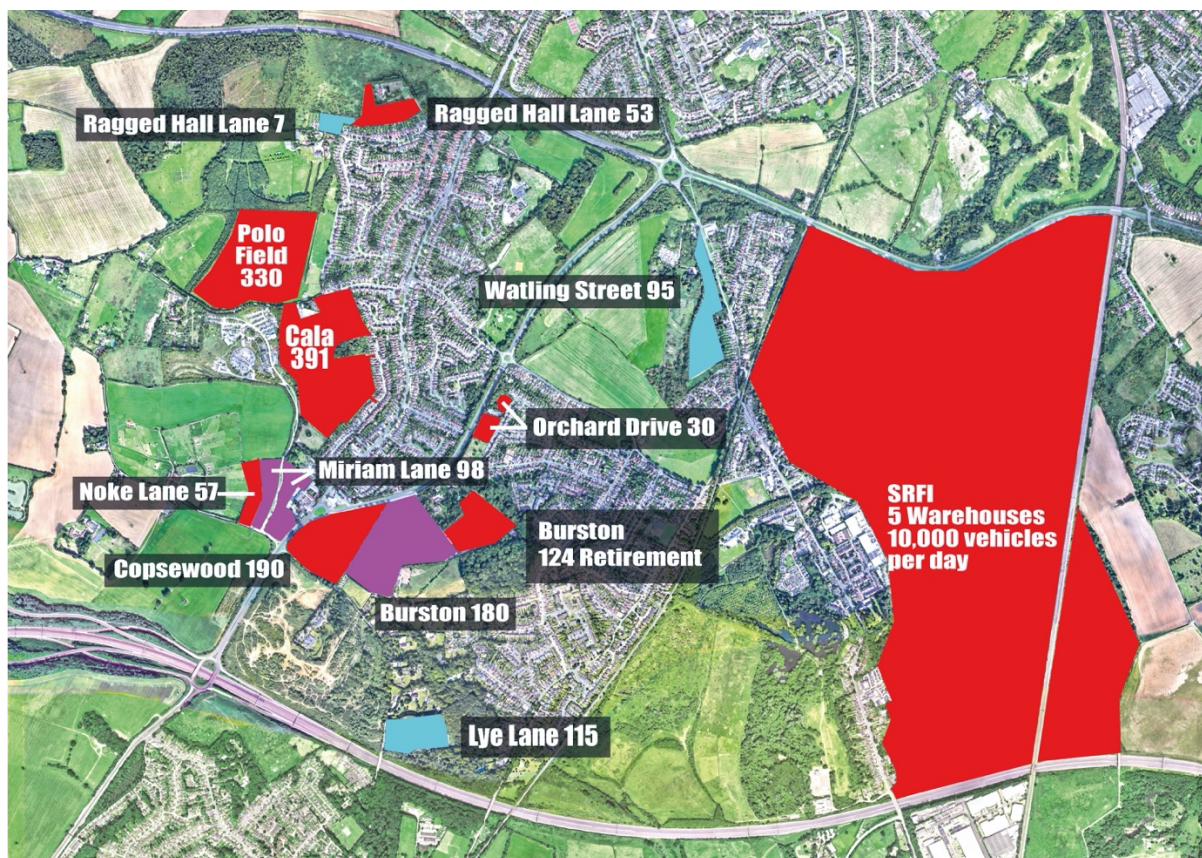 Ragged Hall Lane 7
Ragged Hall Lane 53
Polo
Field
330
Watling Street 95
Cala
391
Orchard Drive 30
Miriam Lane 98
Noke Lane 57
SRFI
5 Warehouses
10,000 vehicles
per day
Burston
124 Retirement
Copsewood 190
Burston 180
Lye Lane 115